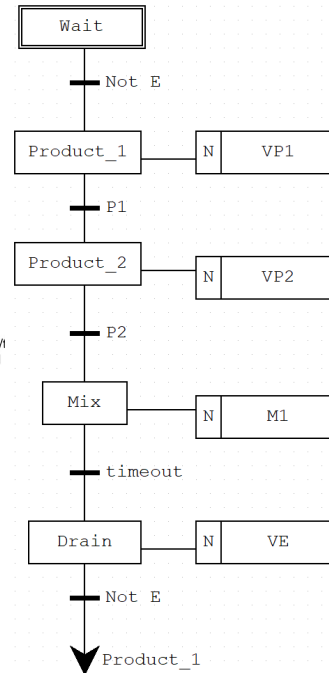 Wait
Not E
Product_1 N VP1
P1
Product_2 N VP2
P2
Mix N M1
timeout
Drain N VE
Not E
Product_1